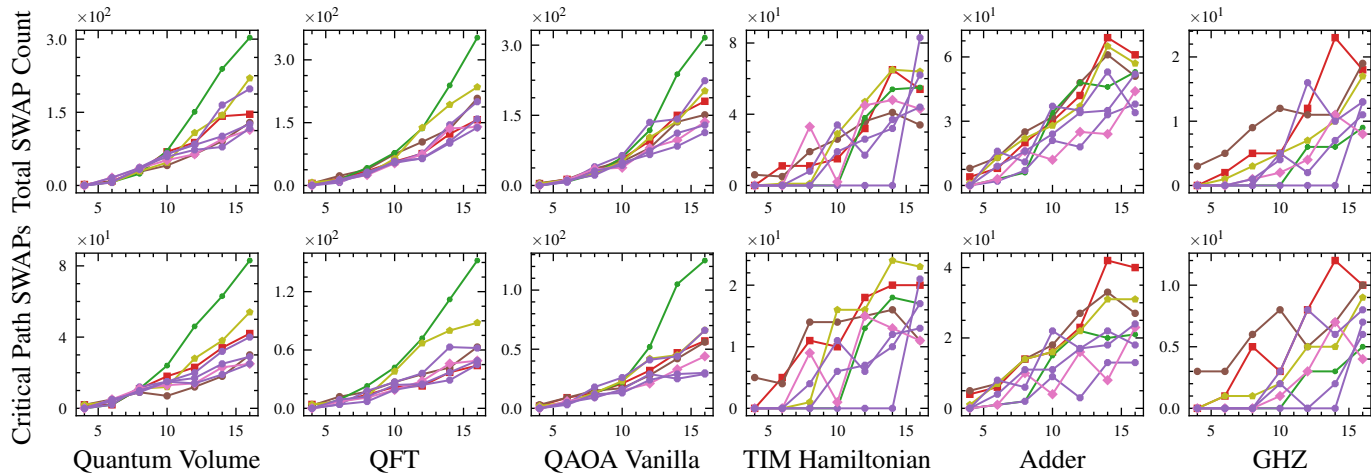 Total SWAP Count
×10²
3.0
1.5
0.0
5 10 15
×10²
3.0
1.5
0.0
5 10 15
×10²
3.0
1.5
0.0
5 10 15
×10¹
8
4
0
5 10 15
×10¹
6
3
0
5 10 15
×10¹
2
1
0
5 10 15
Critical Path SWAPs
×10¹
8
4
0
5 10 15
Quantum Volume
×10²
1.2
0.6
0.0
5 10 15
QFT
×10²
1.0
0.5
0.0
5 10 15
QAOA Vanilla
×10¹
2
1
0
5 10 15
TIM Hamiltonian
×10¹
4
2
0
5 10 15
Adder
×10¹
1.0
0.5
0.0
5 10 15
GHZ